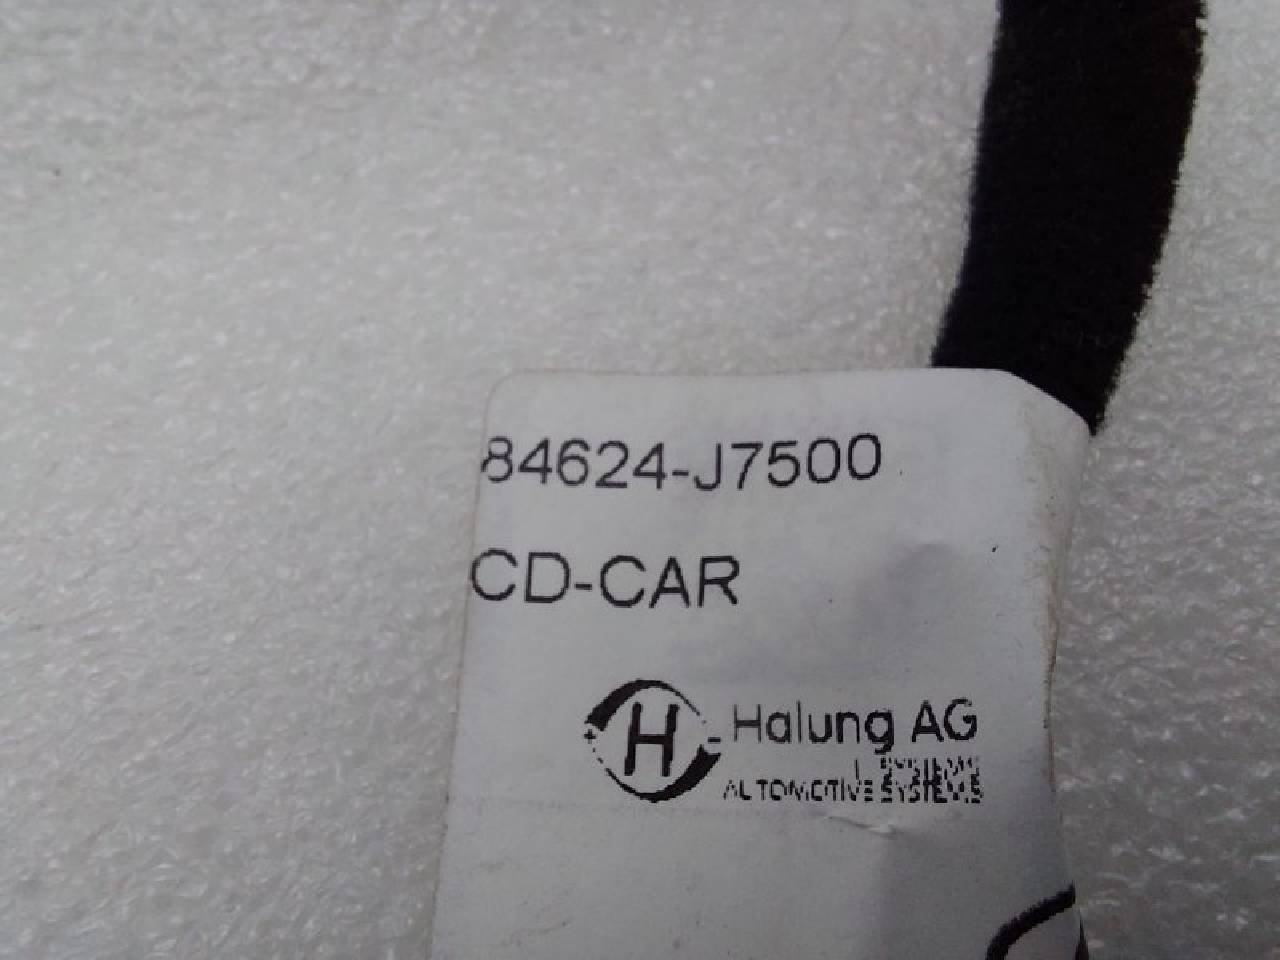 84624-J7500
CD-CAR
H
Halung AG
AUTOMOTIVE SYSTEMS